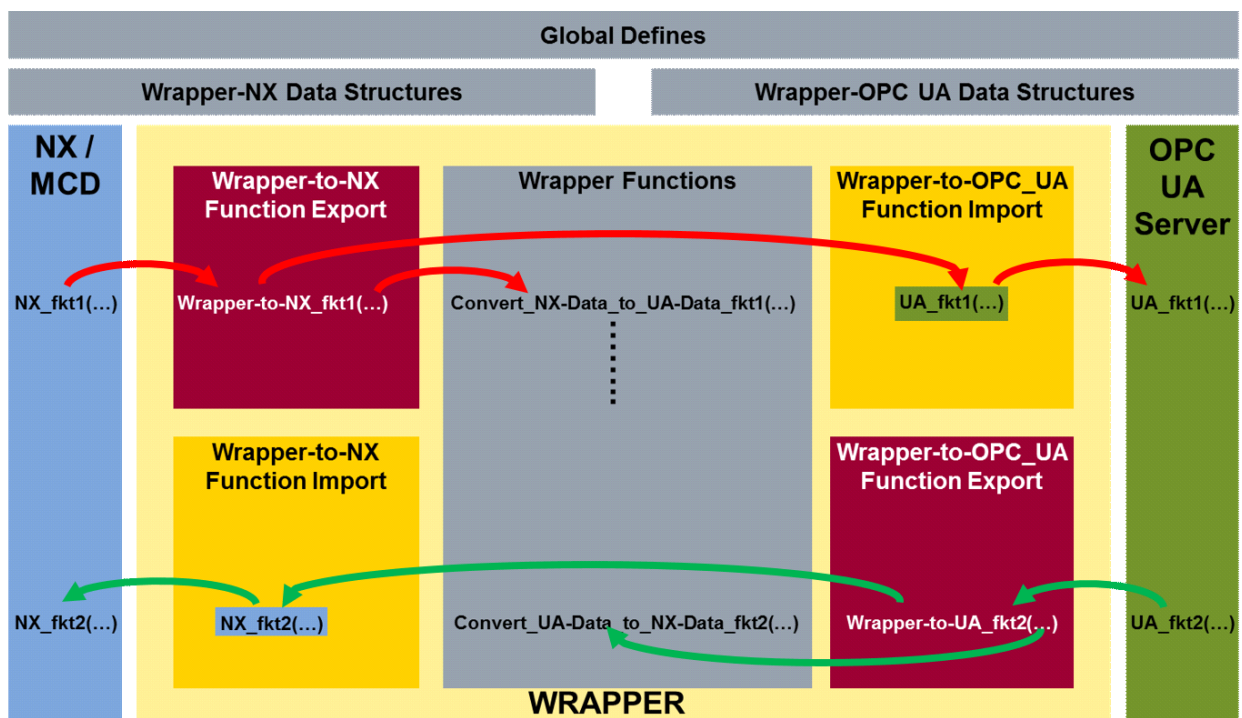 Global Defines
Wrapper-NX Data Structures
Wrapper-OPC UA Data Structures
NX /
MCD
Wrapper-to-NX
Function Export
Wrapper Functions
Wrapper-to-OPC_UA
Function Import
OPC
UA
Server
NX_fkt1(...)
Wrapper-to-NX_fkt1(...)
Convert_NX-Data_to_UA-Data_fkt1(...)
UA_fkt1(...)
UA_fkt1(...)
Wrapper-to-NX
Function Import
Wrapper-to-OPC_UA
Function Export
NX_fkt2(...)
NX_fkt2(...)
Convert_UA-Data_to_NX-Data_fkt2(...)
Wrapper-to-UA_fkt2(...)
UA_fkt2(...)
WRAPPER